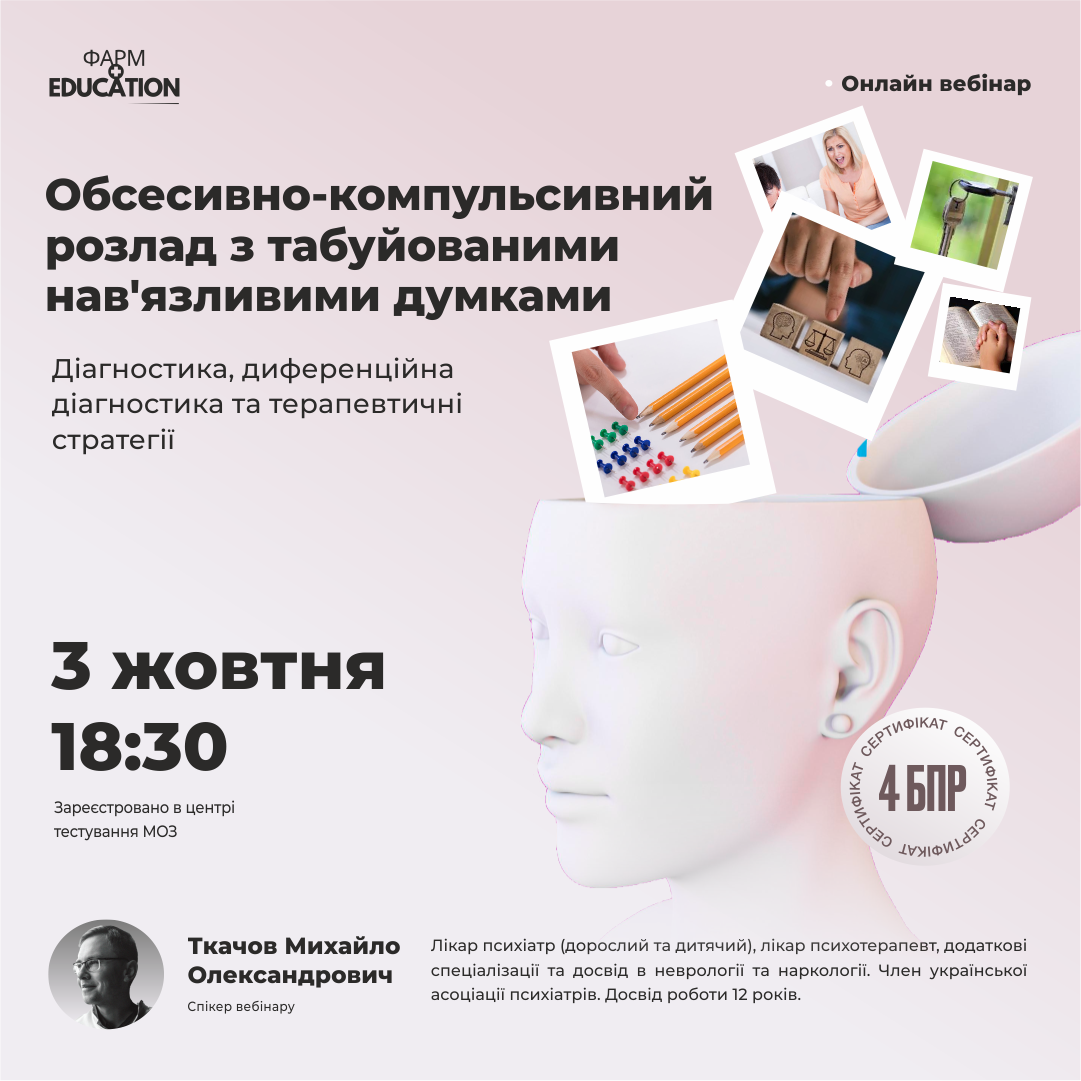 ФАРМ
EDUCATION
Онлайн вебінар
Обсесивно-компульсивний
розлад з табуйованими
нав'язливими думками
Діагностика, диференційна
діагностика та терапевтичні
стратегії
3 жовтня
18:30
Зареєстровано в центрі
тестування МОЗ
СЕРТИФІКАТ СЕРТИФІКАТ СЕРТИФІКАТ СЕРТИФІКАТ
4 БПР
Ткачов Михайло
Олександрович
Спікер вебінару
Лікар психіатр (дорослий та дитячий), лікар психотерапевт, додаткові
спеціалізації та досвід в неврології та наркології. Член української
асоціації психіатрів. Досвід роботи 12 років.